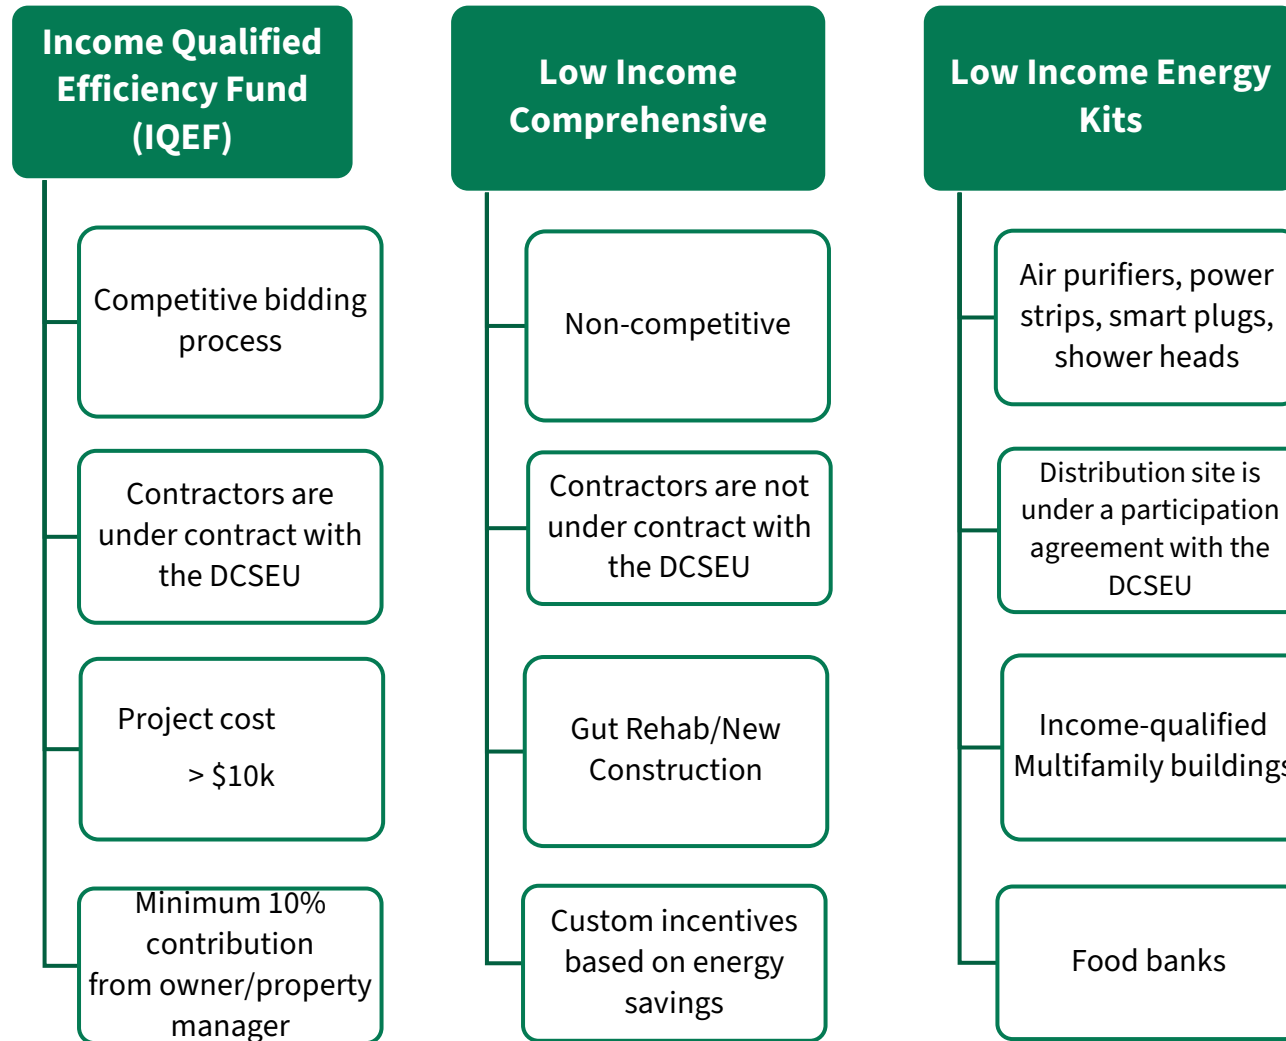 Income Qualified
Efficiency Fund
(IQEF)
Competitive bidding
process
Contractors are
under contract with
the DCSEU
Project cost
> $10k
Minimum 10%
contribution
from owner/property
manager
Low Income
Comprehensive
Non-competitive
Contractors are not
under contract with
the DCSEU
Gut Rehab/New
Construction
Custom incentives
based on energy
savings
Low Income Energy
Kits
Air purifiers, power
strips, smart plugs,
shower heads
Distribution site is
under a participation
agreement with the
DCSEU
Income-qualified
Multifamily buildings
Food banks